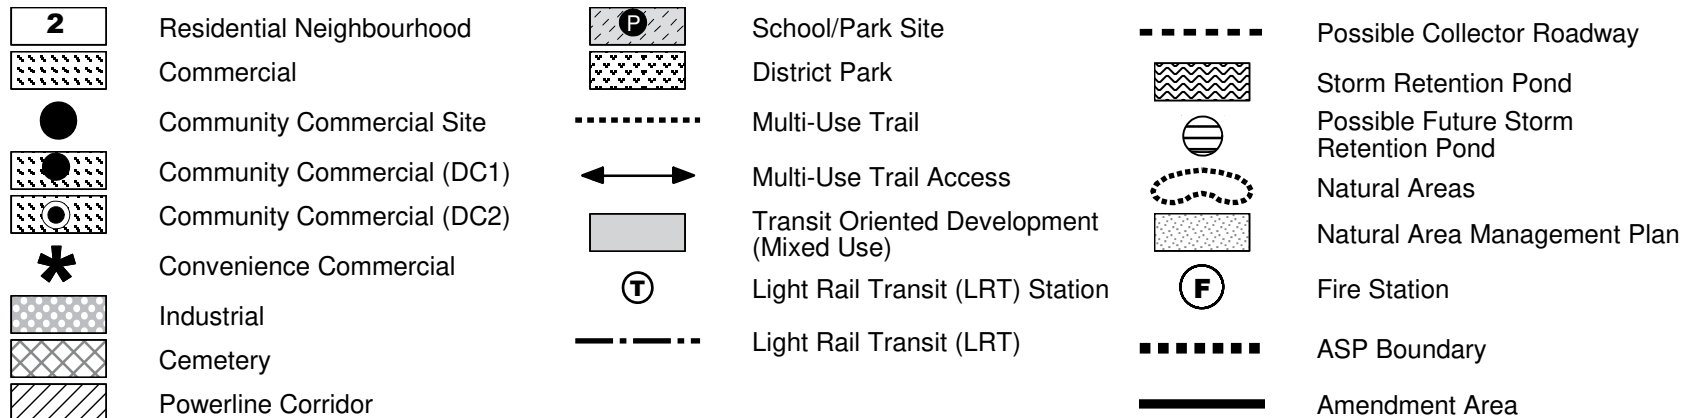 2 Residential Neighbourhood
Commercial
Community Commercial Site
Community Commercial (DC1)
Community Commercial (DC2)
Convenience Commercial
Industrial
Cemetery
Powerline Corridor
P School/Park Site
District Park
Multi-Use Trail
Multi-Use Trail Access
Transit Oriented Development
(Mixed Use)
T Light Rail Transit (LRT) Station
Light Rail Transit (LRT)
Possible Collector Roadway
Storm Retention Pond
Possible Future Storm
Retention Pond
Natural Areas
Natural Area Management Plan
F Fire Station
ASP Boundary
Amendment Area